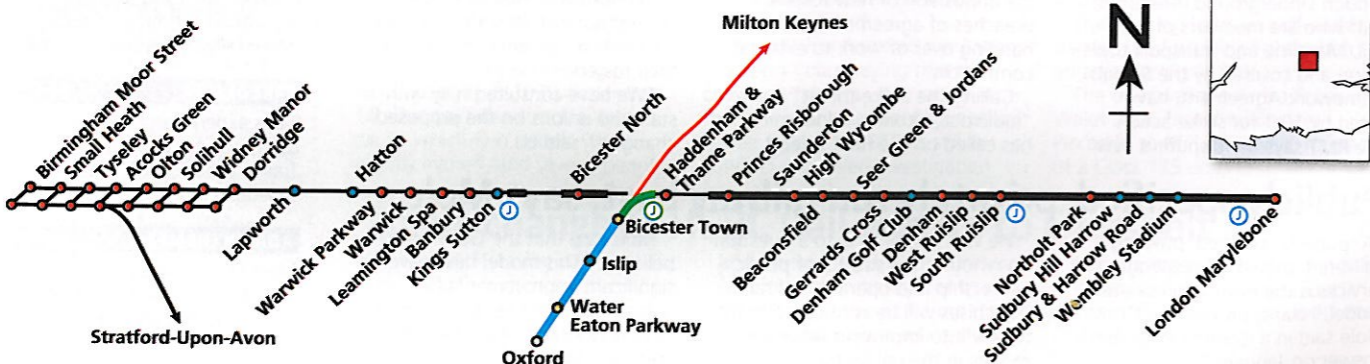 Milton Keynes
N
Birmingham Moor Street
Small Heath
Tyseley
Acocks Green
Olton
Solihull
Widney Manor
Dorridge
Hatton
Bicester North
Haddenham &
Thame Parkway
Princes Risborough
Saunderton
High Wycombe
Seer Green & Jordans
Lapworth
Warwick Parkway
Warwick
Leamington Spa
Banbury
Kings Sutton
J
J
J
J
Bicester Town
Islip
Water
Eaton Parkway
Oxford
Beaconsfield
Gerrards Cross
Denham Golf Club
Denham
West Ruislip
South Ruislip
Northolt Park
Sudbury Hill Harrow
Sudbury & Harrow Road
Wembley Stadium
London Marylebone
Stratford-Upon-Avon